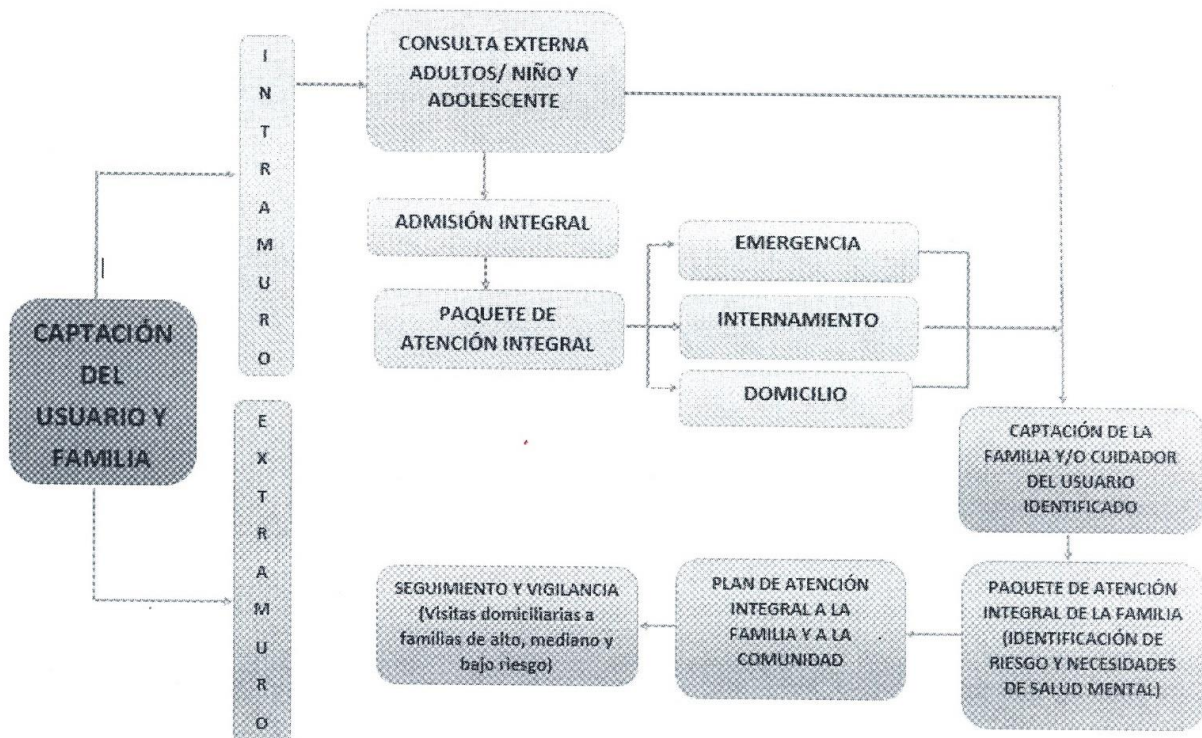 CAPTACIÓN
DEL
USUARIO Y
FAMILIA
I
N
T
R
A
M
U
R
O
E
X
T
R
A
M
U
R
O
CONSULTA EXTERNA
ADULTOS/ NIÑO Y
ADOLESCENTE
ADMISIÓN INTEGRAL
PAQUETE DE
ATENCIÓN INTEGRAL
EMERGENCIA
INTERNAMIENTO
DOMICILIO
CAPTACIÓN DE LA
FAMILIA Y/O CUIDADOR
DEL USUARIO
IDENTIFICADO
PAQUETE DE ATENCIÓN
INTEGRAL DE LA FAMILIA
(IDENTIFICACIÓN DE
RIESGO Y NECESIDADES
DE SALUD MENTAL)
PLAN DE ATENCIÓN
INTEGRAL A LA
FAMILIA Y A LA
COMUNIDAD
SEGUIMIENTO Y VIGILANCIA
(Visitas domiciliarias a
familias de alto, mediano y
bajo riesgo)